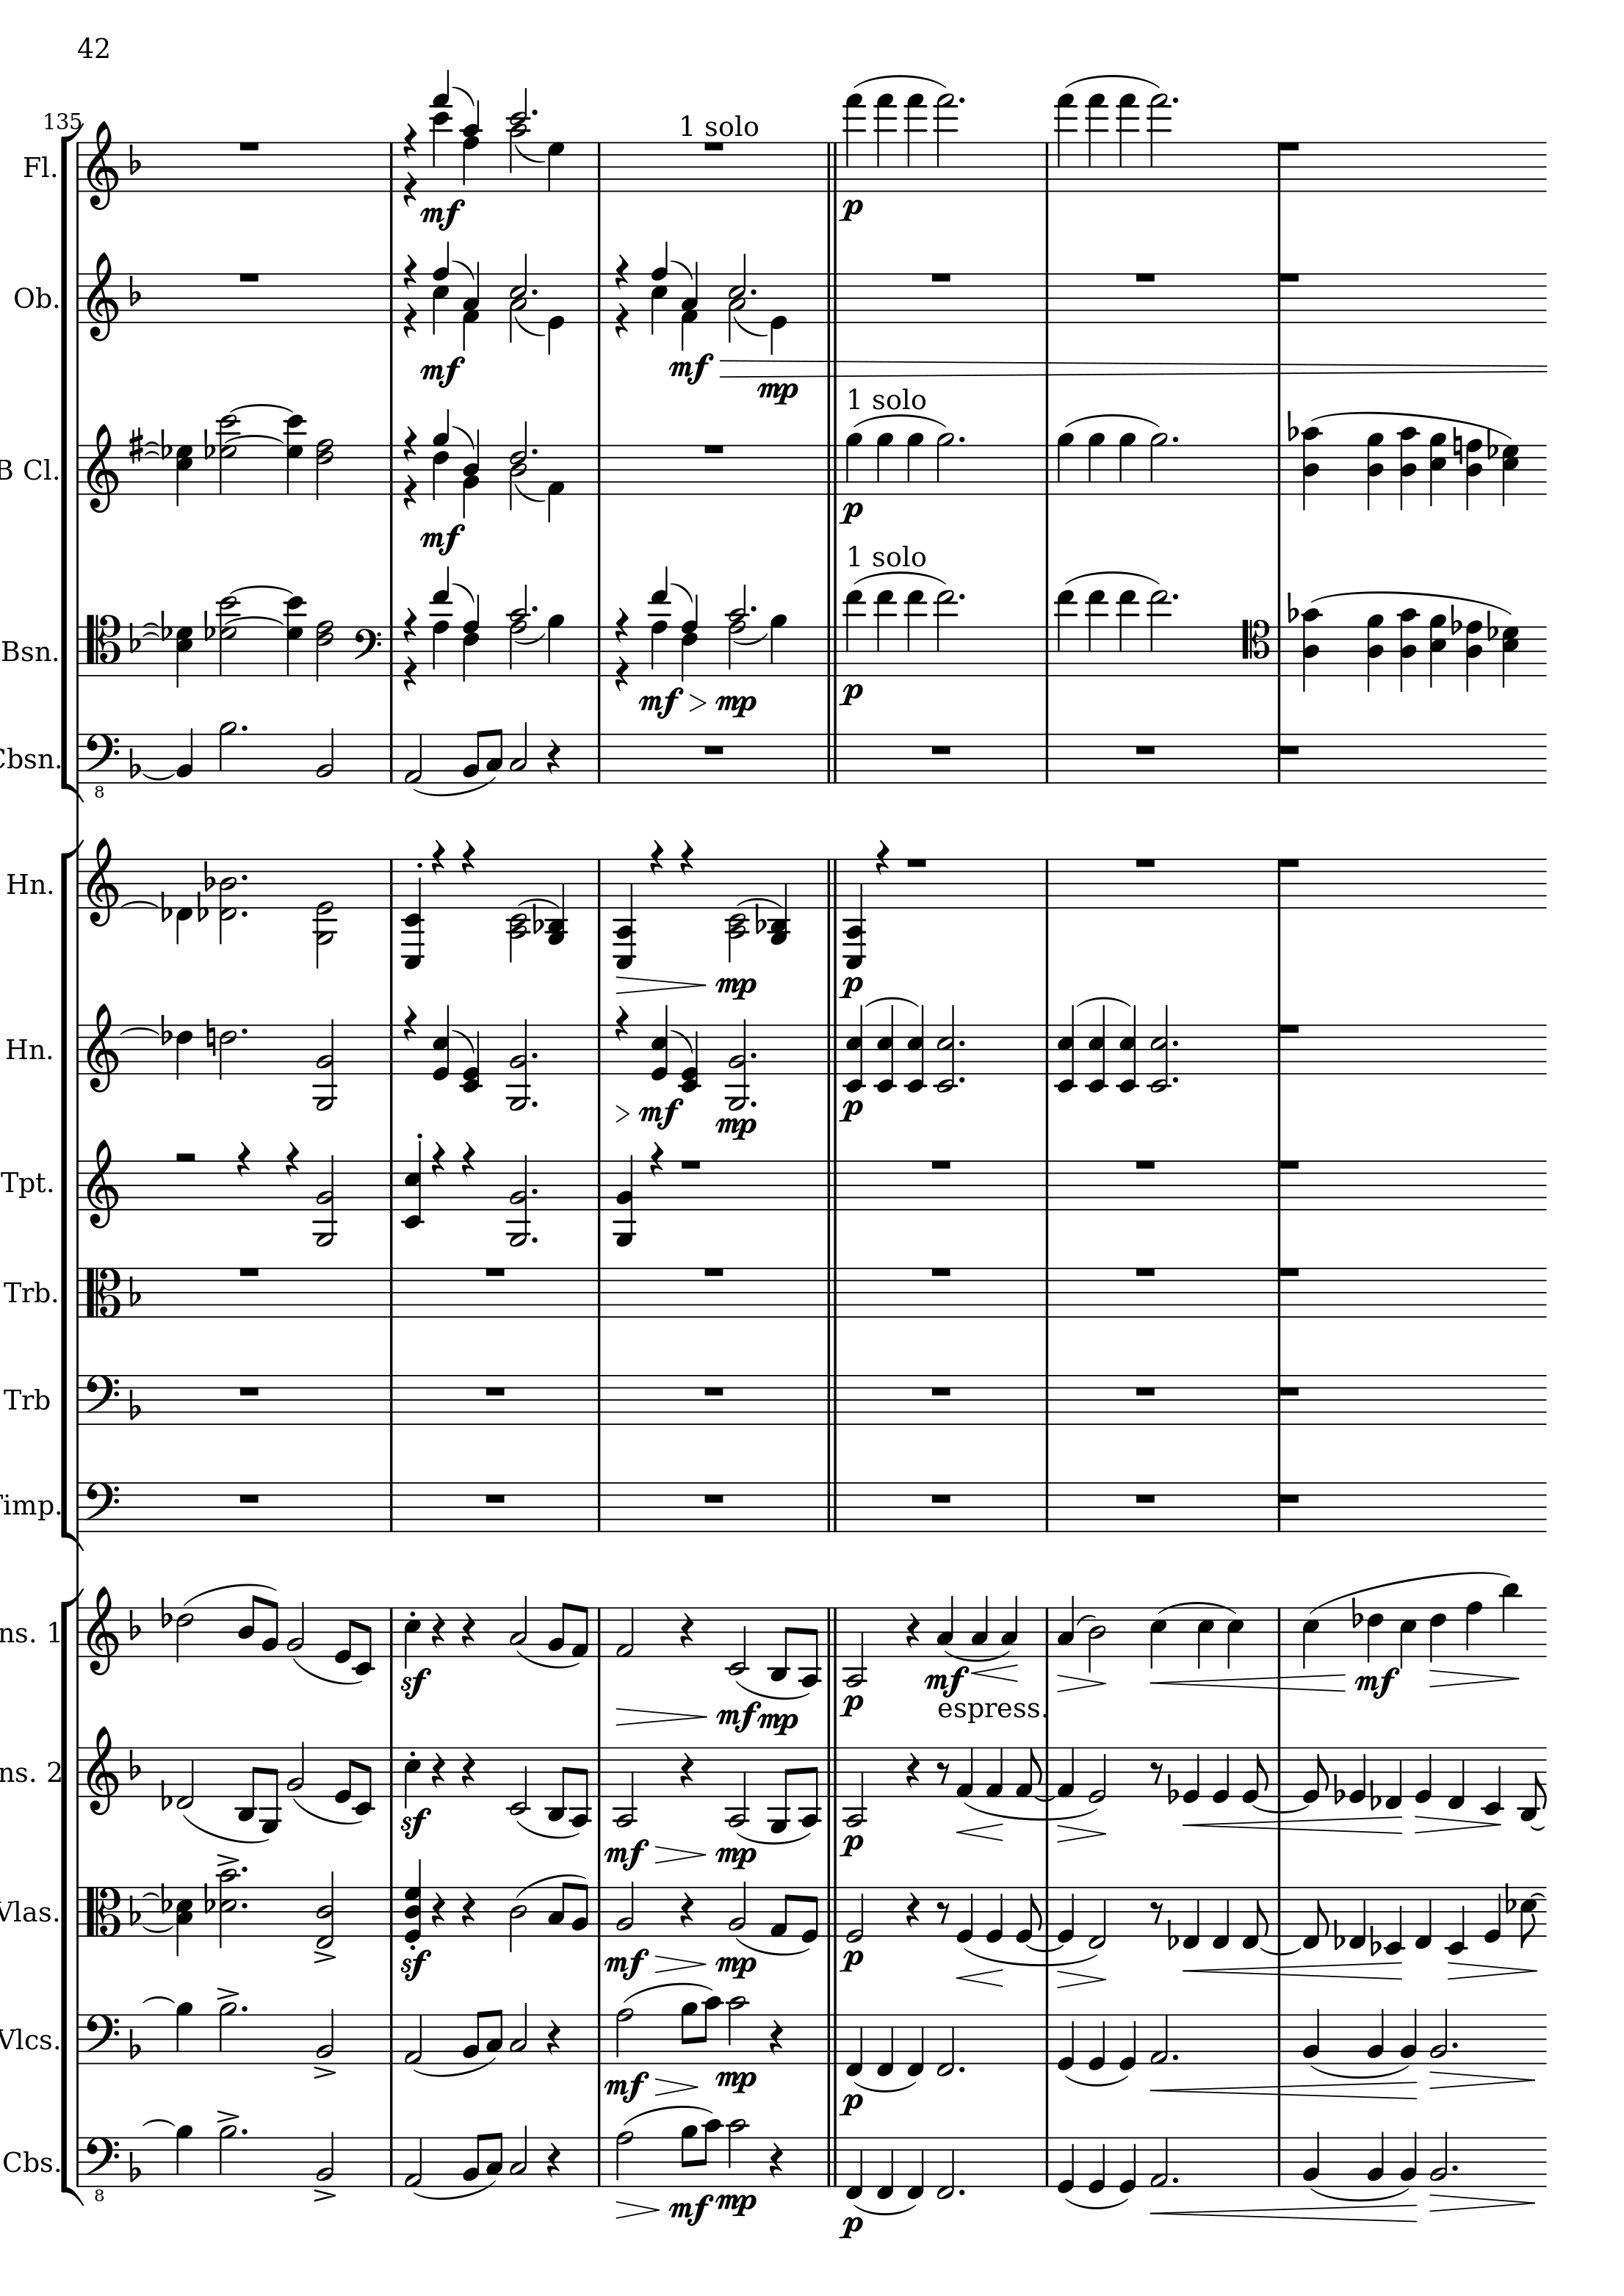 42
135
1 solo
Fl.
mf
p
Ob.
mf
mf
mp
1 solo
B Cl.
mf
p
1 solo
Bsn.
mf
mp
p
Cbsn.
8
Hn.
mp
p
Hn.
mf
mp
p
Tpt.
Trb.
Trb
Timp.
ns. 1
sf
mf
mp
p
mf
mf
espress.
ns. 2
sf
mf
mp
p
Vlas.
sf
mf
mp
p
Vlcs.
mf
mp
p
Cbs.
8
mf
mp
p